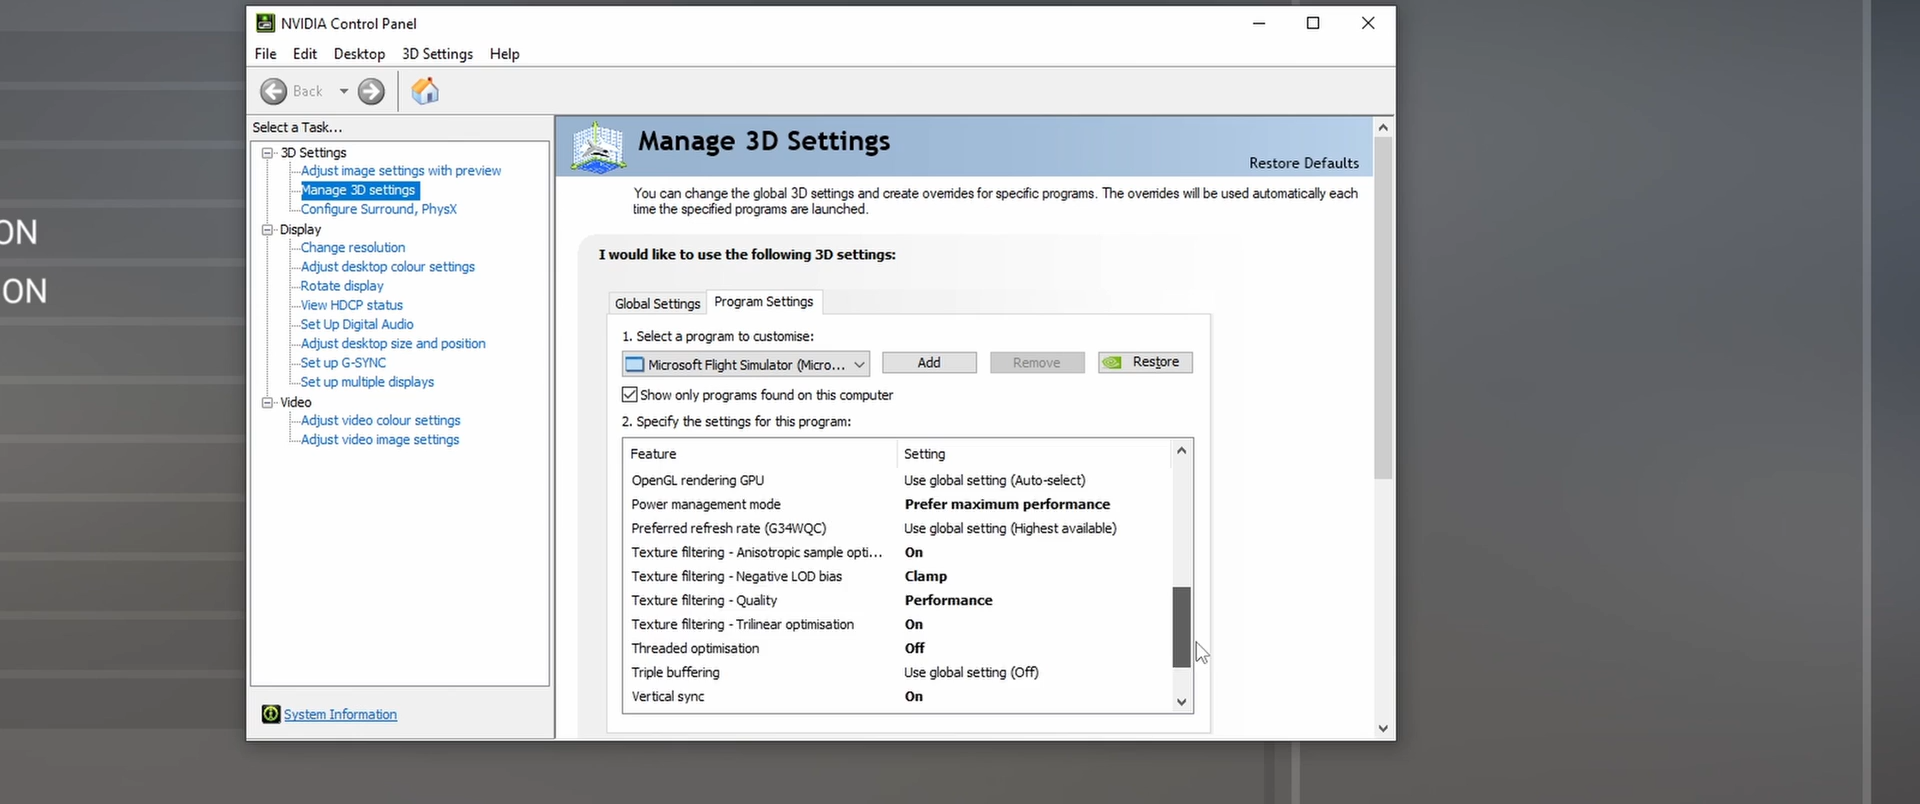 NVIDIA Control Panel
File Edit Desktop 3D Settings Help
Back
Select a Task...
3D Settings
Adjust image settings with preview
Manage 3D settings
Configure Surround, PhysX
Display
Change resolution
Adjust desktop colour settings
Rotate display
View HDCP status
Set Up Digital Audio
Adjust desktop size and position
Set up G-SYNC
Set up multiple displays
Video
Adjust video colour settings
Adjust video image settings
System Information
ON
ON
Manage 3D Settings
Restore Defaults
You can change the global 3D settings and create overrides for specific programs. The overrides will be used automatically each
time the specified programs are launched.
I would like to use the following 3D settings:
Global Settings Program Settings
1. Select a program to customise:
Microsoft Flight Simulator (Micro... Add Remove Restore
Show only programs found on this computer
2. Specify the settings for this program:
Feature Setting
OpenGL rendering GPU Use global setting (Auto-select)
Power management mode Prefer maximum performance
Preferred refresh rate (G34WQC) Use global setting (Highest available)
Texture filtering - Anisotropic sample opti... On
Texture filtering - Negative LOD bias Clamp
Texture filtering - Quality Performance
Texture filtering - Trilinear optimisation On
Threaded optimisation Off
Triple buffering Use global setting (Off)
Vertical sync On